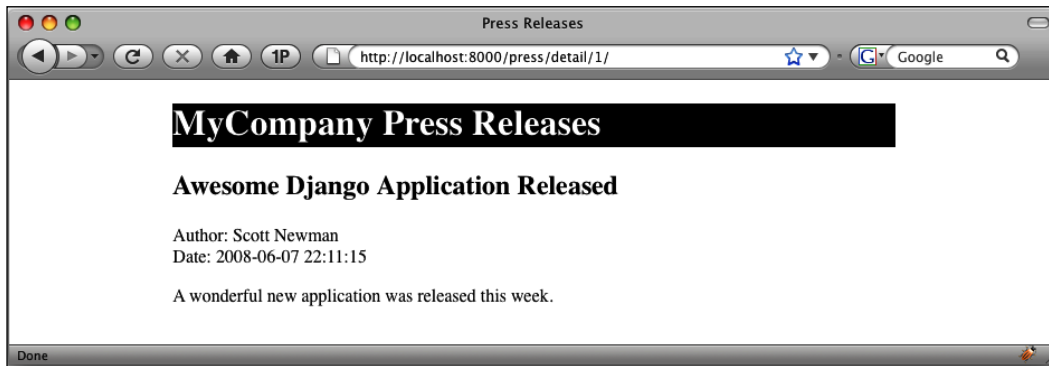 Press Releases
1P
http://localhost:8000/press/detail/1/
G
Google
MyCompany Press Releases
Awesome Django Application Released
Author: Scott Newman
Date: 2008-06-07 22:11:15
A wonderful new application was released this week.
Done